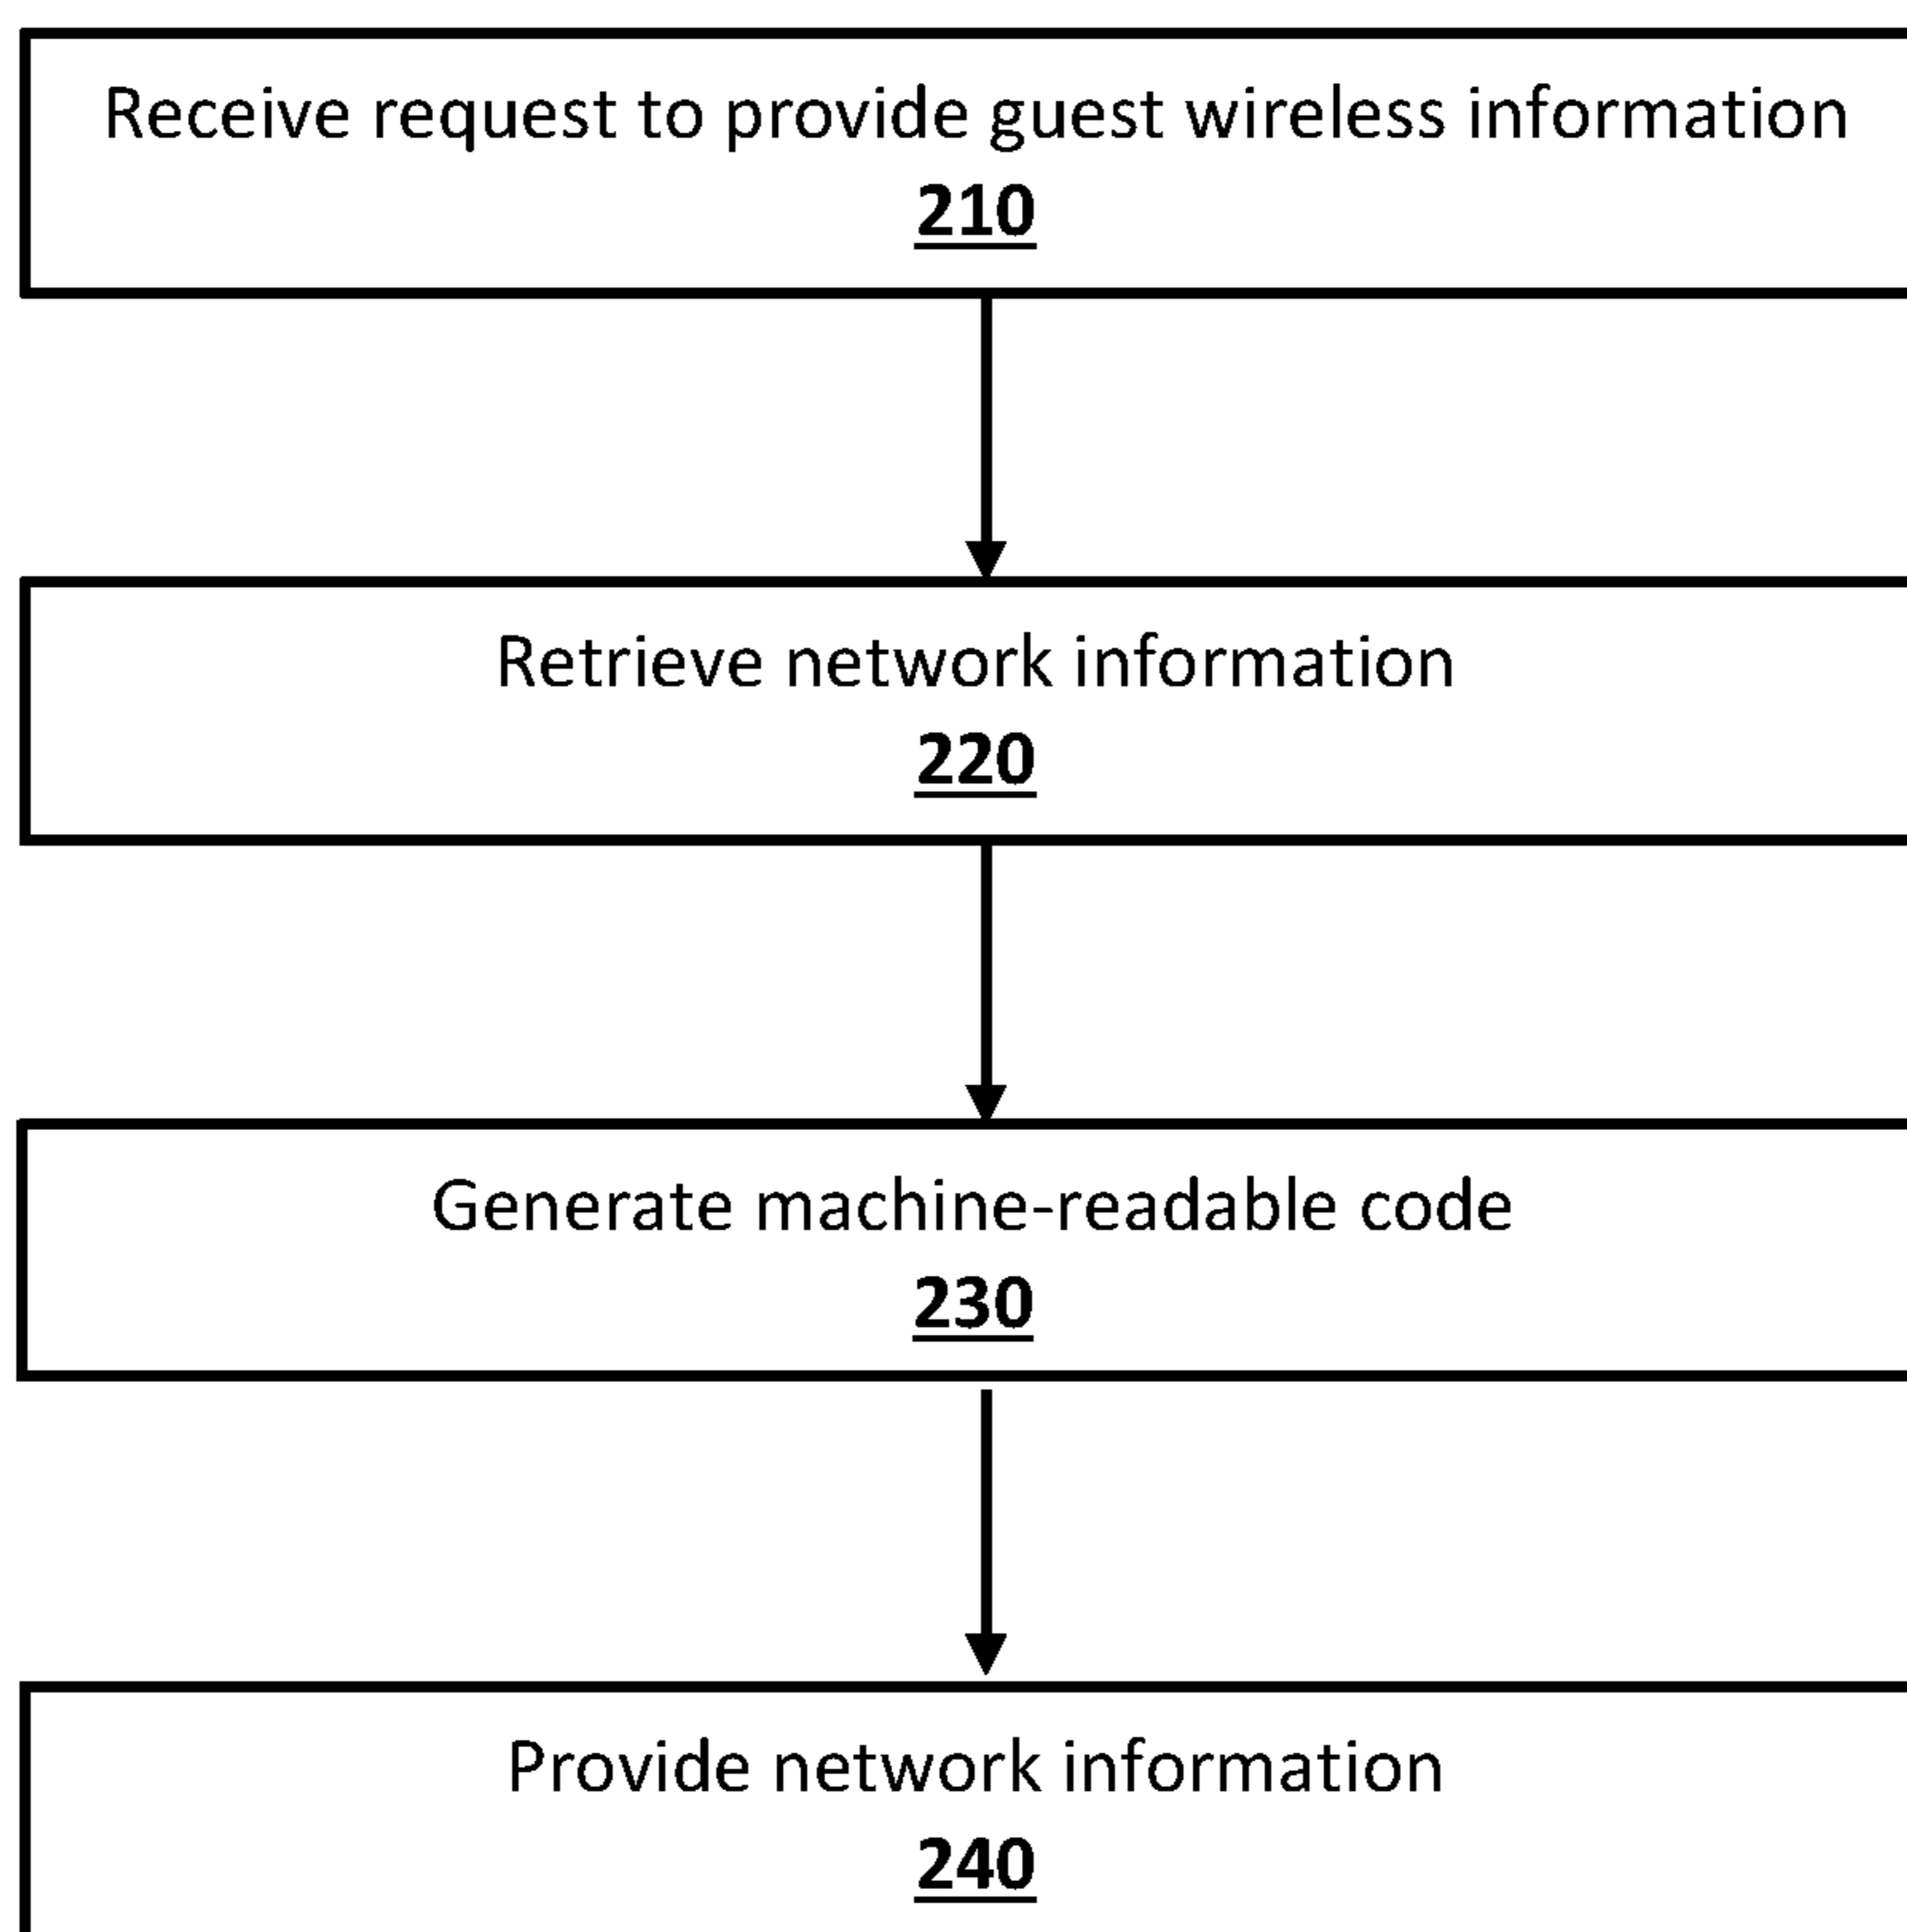 Receive request to provide guest wireless information
210
Retrieve network information
220
Generate machine-readable code
230
Provide network information
240